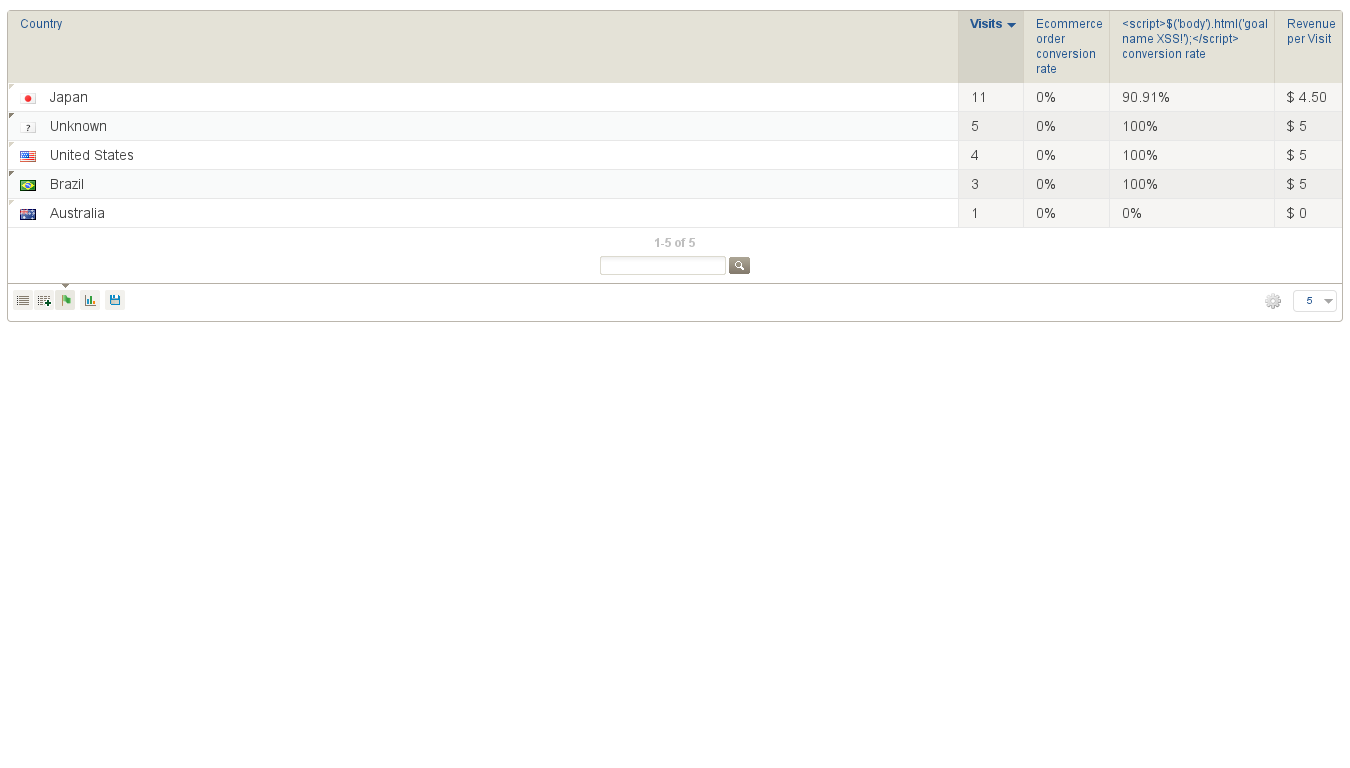 Country
Visits
Ecommerce
order
conversion
rate
<script>$('body').html('goal
name XSS!');</script>
conversion rate
Revenue
per Visit
Japan 11 0% 90.91% $ 4.50
? Unknown 5 0% 100% $ 5
United States 4 0% 100% $ 5
Brazil 3 0% 100% $ 5
Australia 1 0% 0% $ 0
1-5 of 5
5